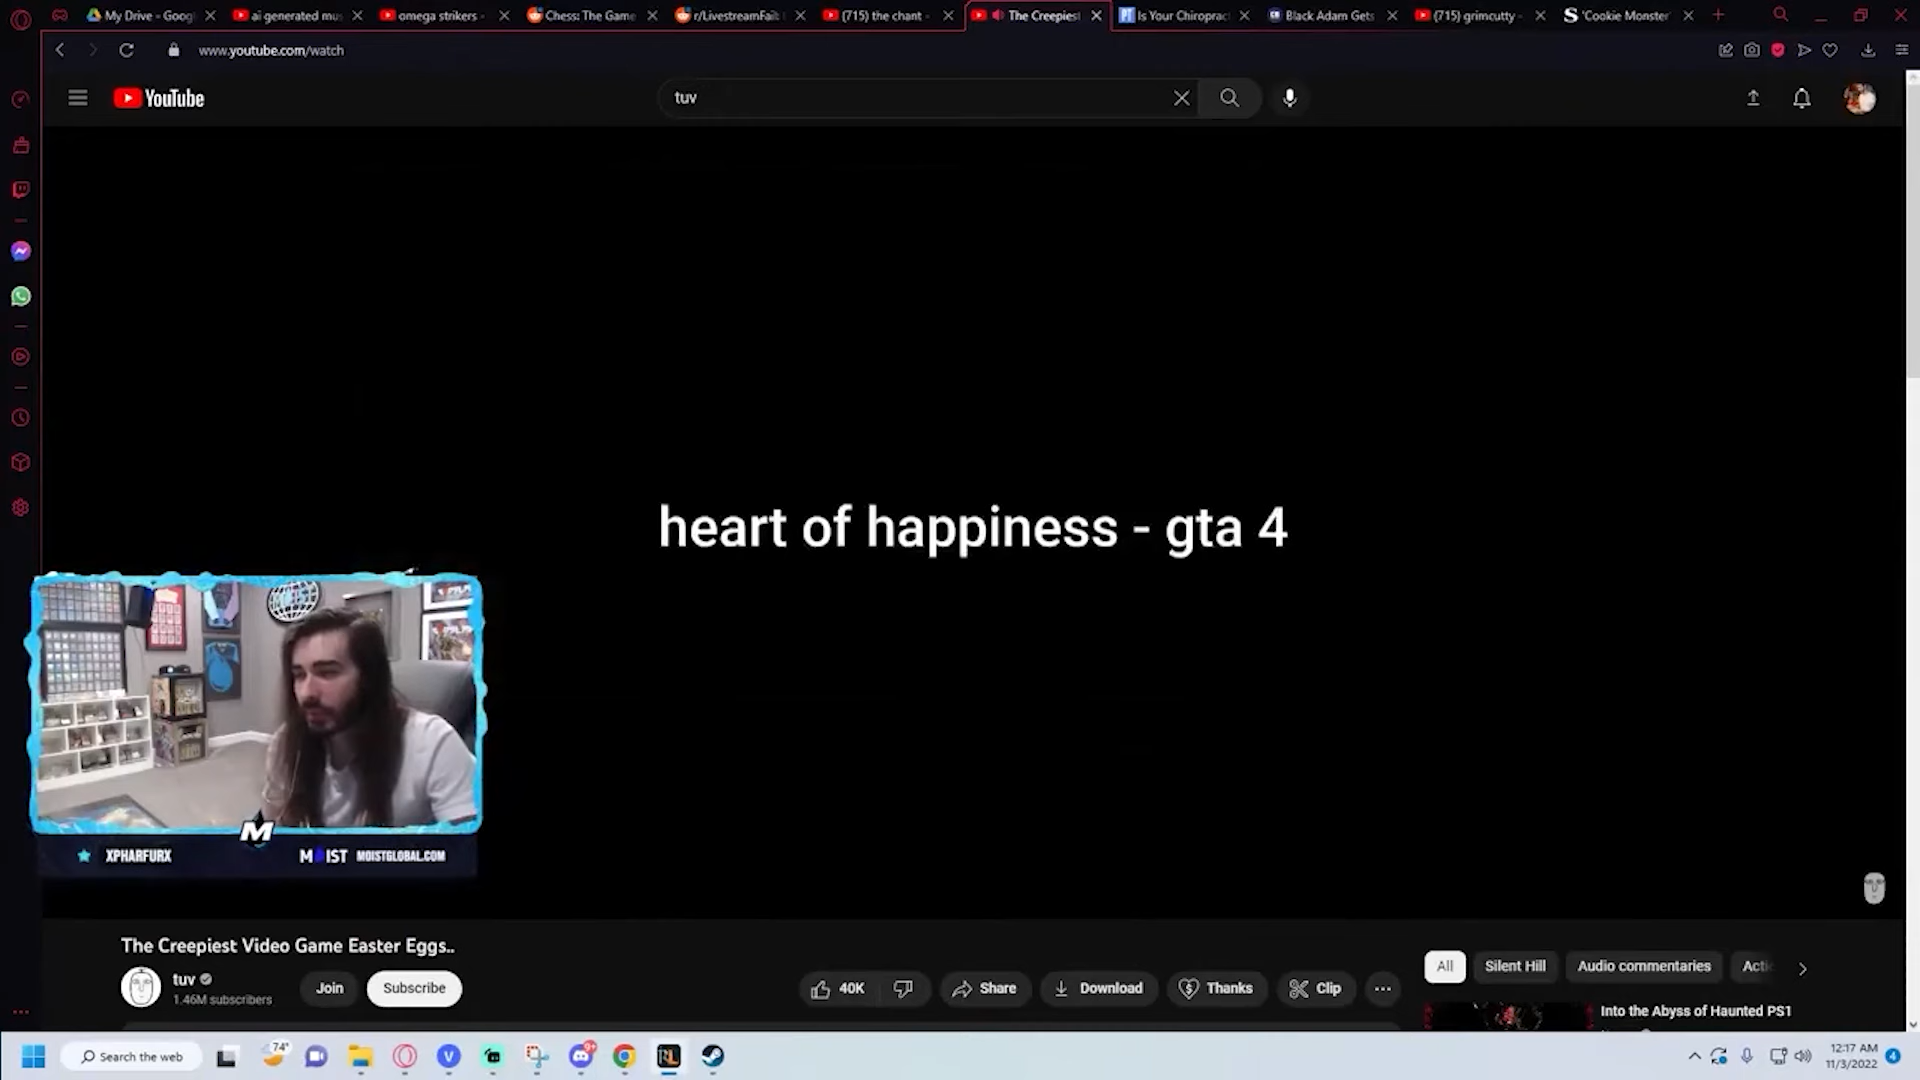 My Drive - Googl
ai generated mus
omega strikers -
Chess: The Game
r/LivestreamFail:
(715) the chant -
The Creepiest
Is Your Chiroprac
Black Adam Gets
(715) grimcutty -
'Cookie Monster'
www.youtube.com/watch
YouTube
tuv
heart of happiness - gta 4
XPHARFURX
MOIST
MOISTGLOBAL.COM
The Creepiest Video Game Easter Eggs..
tuv
1.46M subscribers
Join
Subscribe
40K
Share
Download
Thanks
Clip
All
Silent Hill
Audio commentaries
Acti
Into the Abyss of Haunted PS1
Search the web
74°
12:17 AM
11/3/2022
4